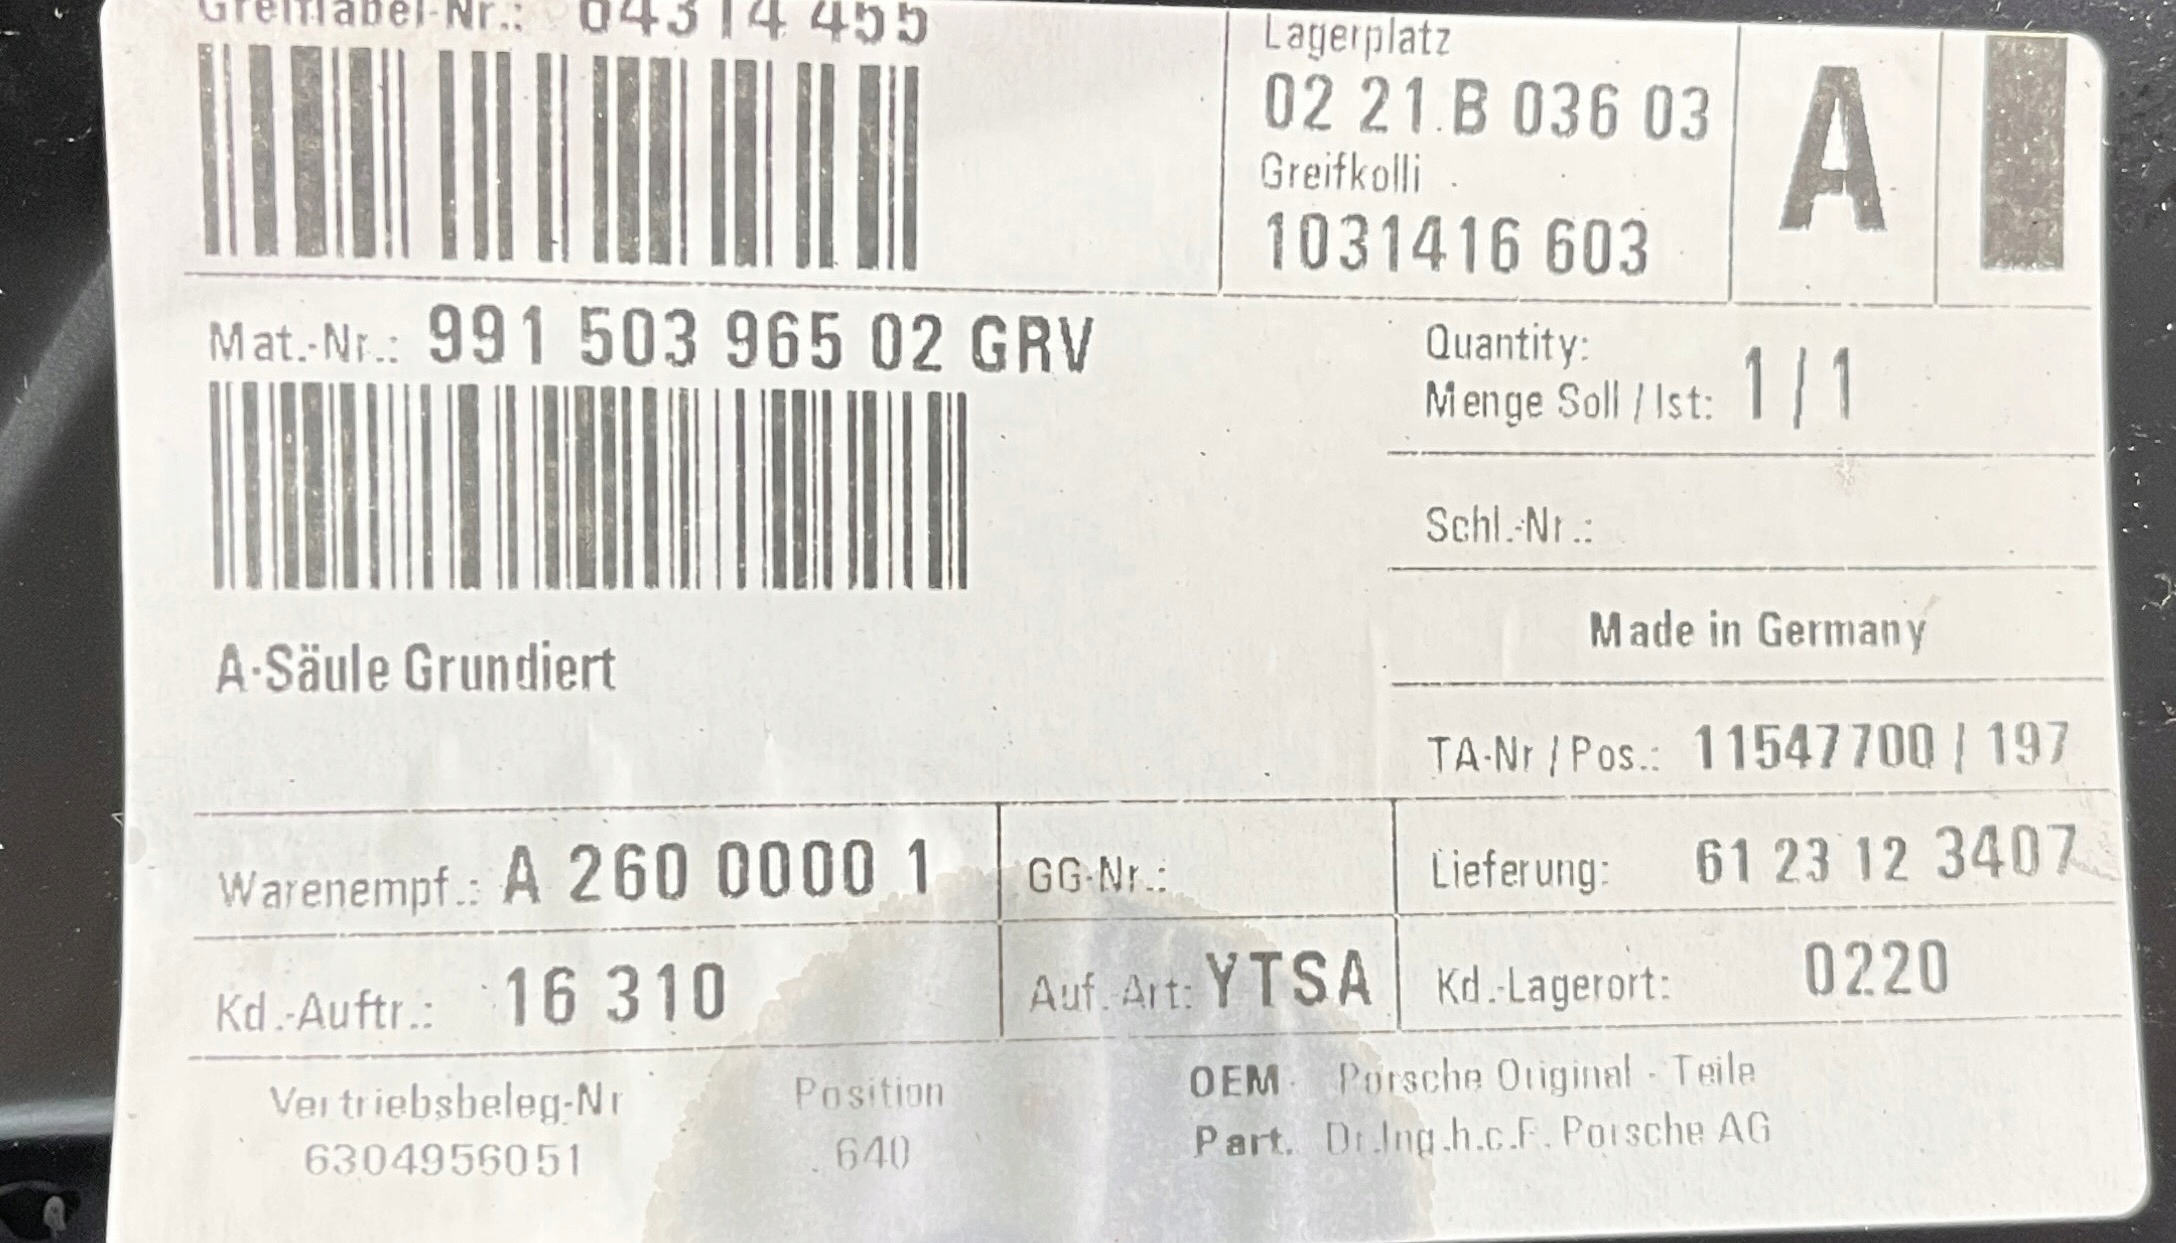 Greiflabel-Nr.: 04314 455
Lagerplatz
02 21.B 036 03
Greifkolli
1031416 603
A
Mat.-Nr.: 991 503 965 02 GRV
Quantity:
Menge Soll / Ist: 1 / 1
Schl.-Nr.:
Made in Germany
A-Säule Grundiert
TA-Nr / Pos.: 11547700 / 197
Warenempf.: A 260 0000 1
GG-Nr.:
Lieferung: 61 23 12 3407
Kd.-Auftr.: 16 310
Auf.-Art: YTSA
Kd.-Lagerort: 0220
Vertriebsbeleg-Nr
6304956051
Position
640
OEM Porsche Original - Teile
Part. Dr.Ing.h.c.F. Porsche AG